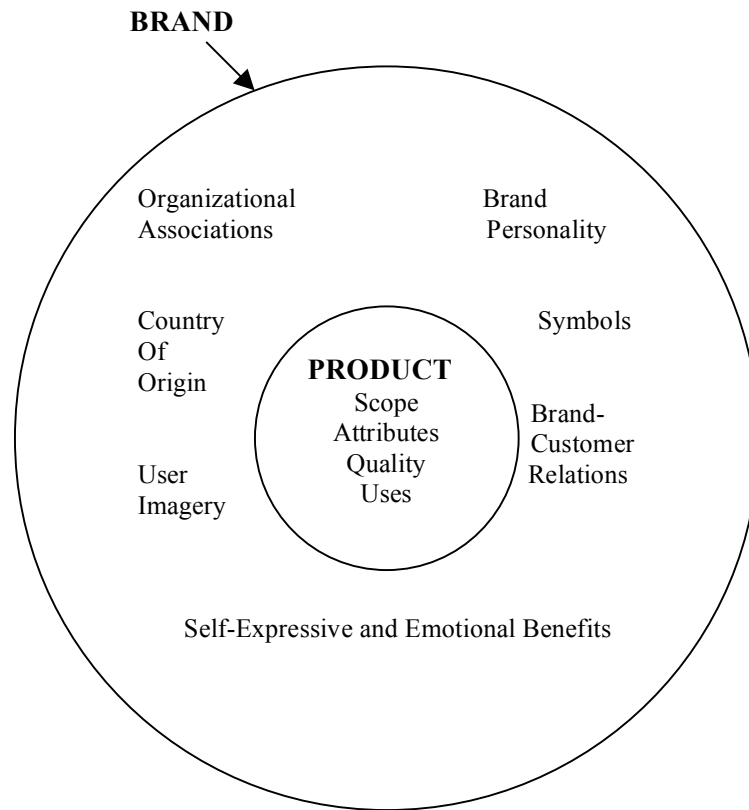 BRAND
Organizational
Associations
Brand
Personality
Country
Of
Origin
Symbols
PRODUCT
Scope
Attributes
Quality
Uses
User
Imagery
Brand-
Customer
Relations
Self-Expressive and Emotional Benefits